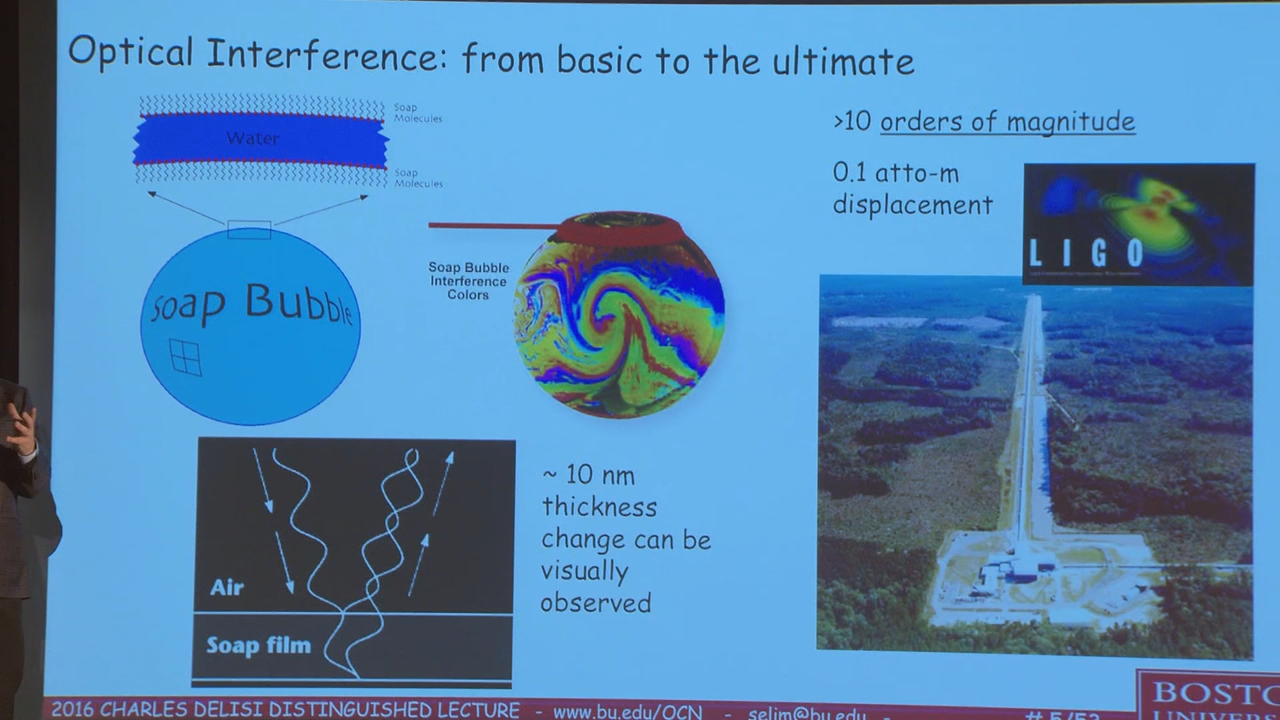 Optical Interference: from basic to the ultimate
Soap
Molecules
Water
Soap
Molecules
Soap Bubble
Soap Bubble
Interference
Colors
>10 orders of magnitude
0.1 atto-m
displacement
LIGO
Air
Soap film
~ 10 nm
thickness
change can be
visually
observed
2016 CHARLES DELISI DISTINGUISHED LECTURE - www.bu.edu/OCN - selim@bu.edu -